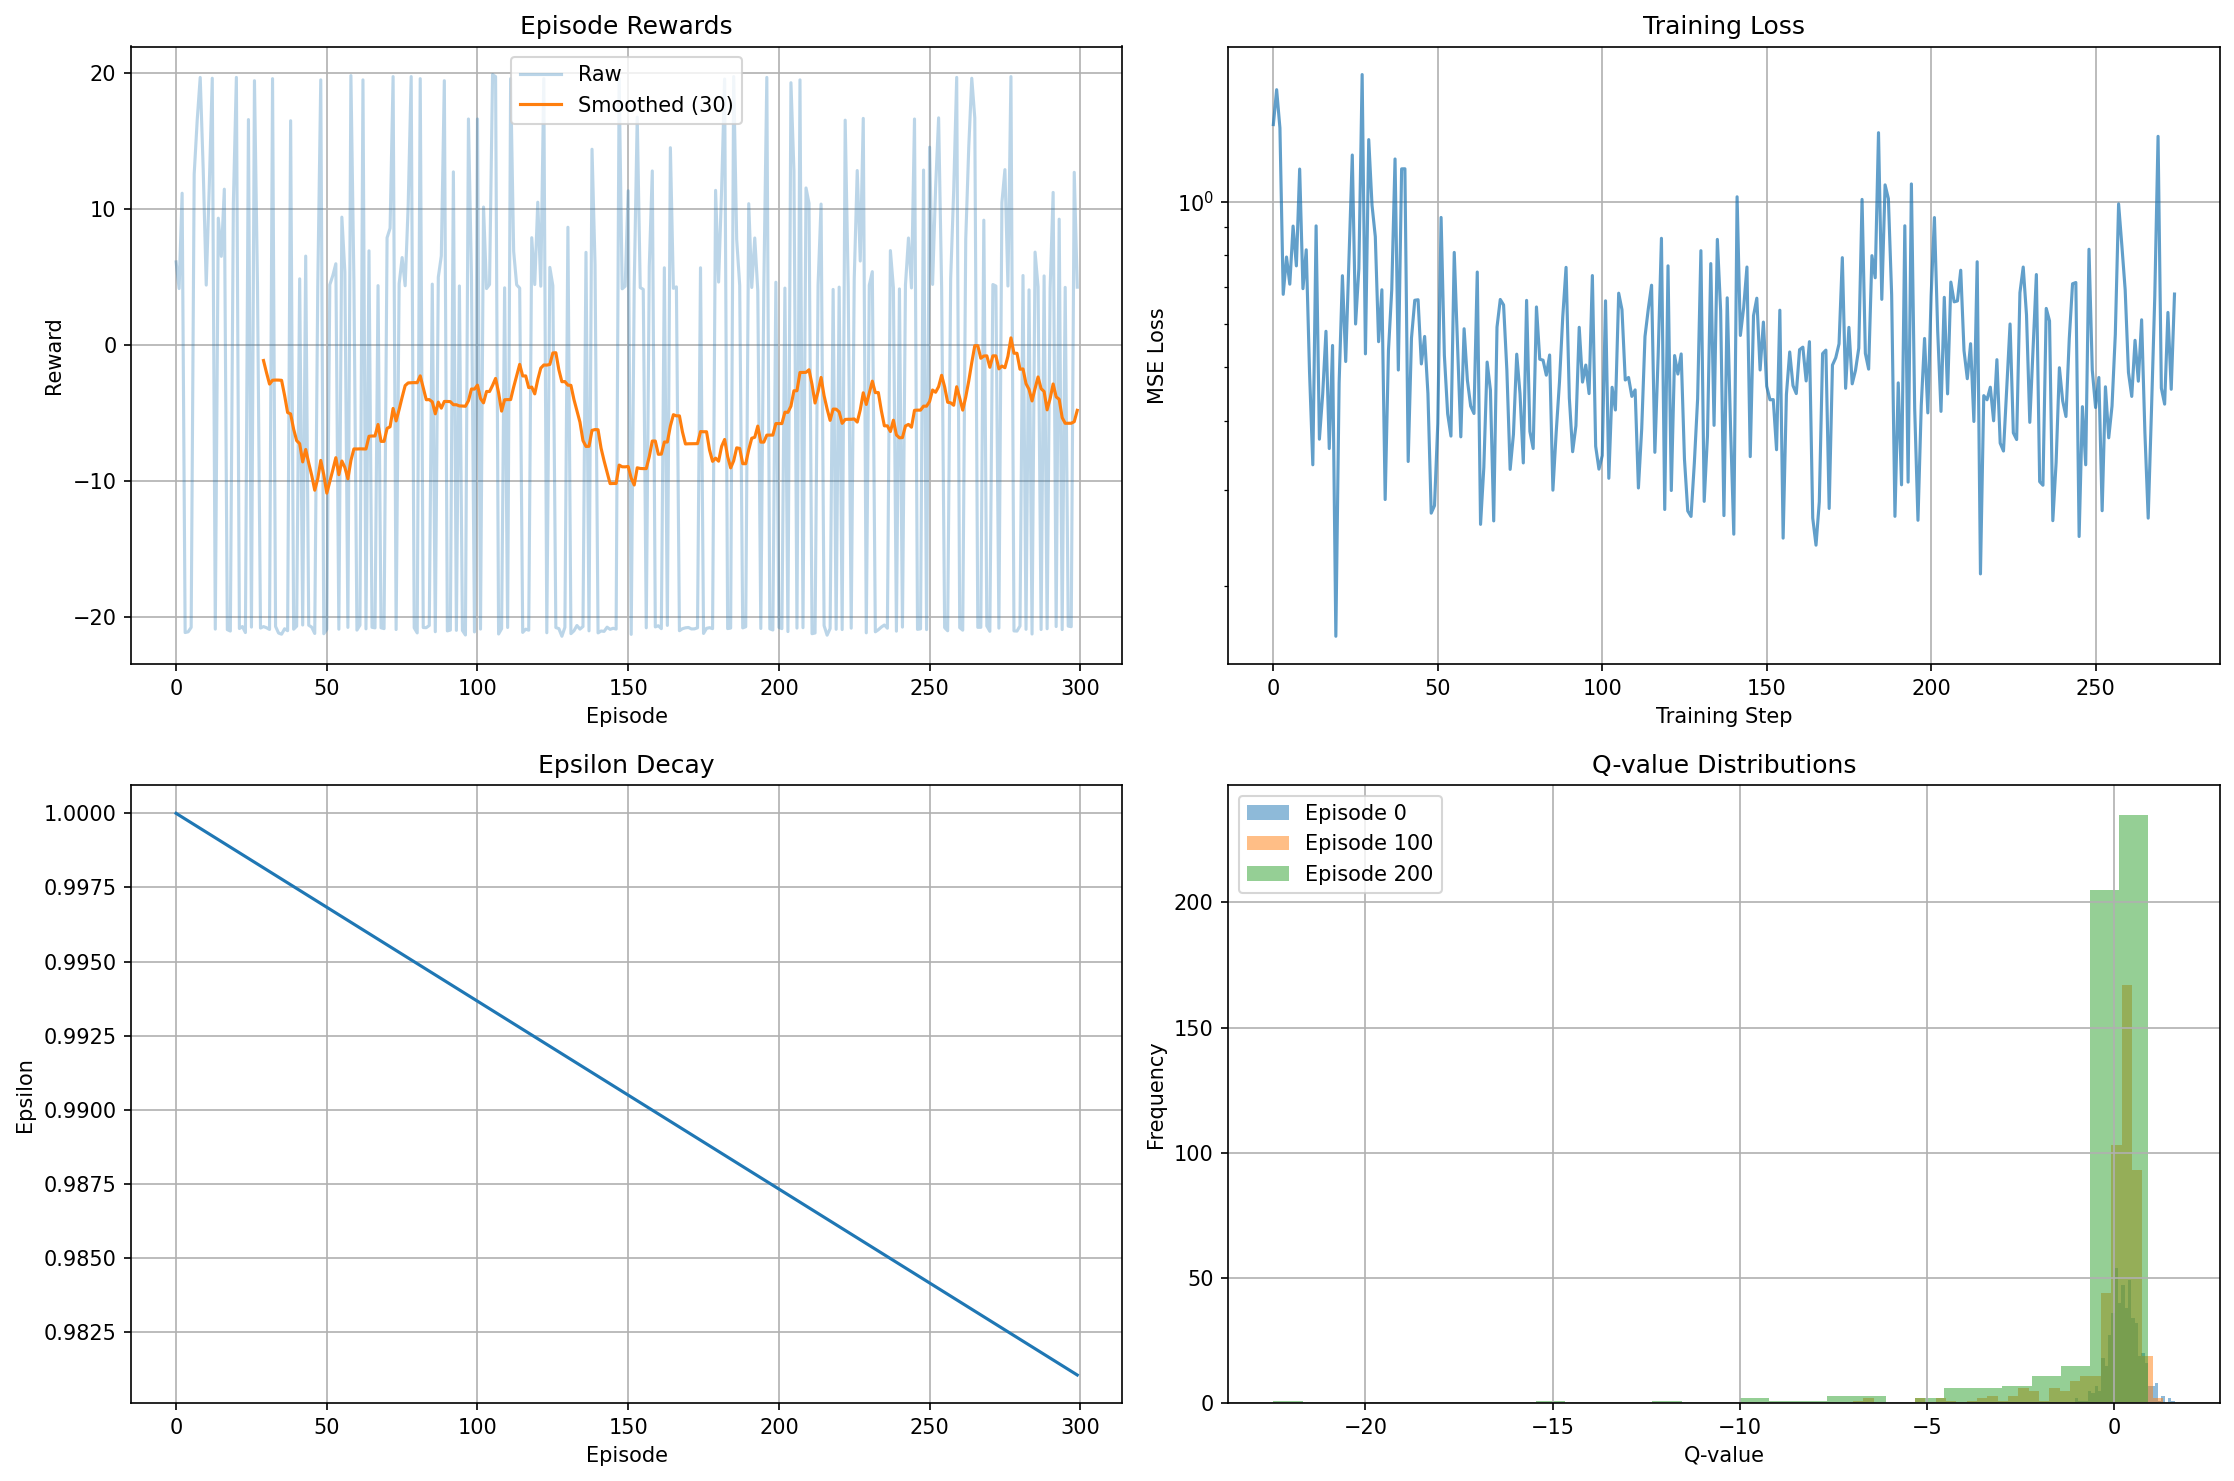 Episode Rewards
Raw
Smoothed (30)
20
10
0
−10
−20
Reward
0 50 100 150 200 250 300
Episode
Training Loss
10^0
MSE Loss
0 50 100 150 200 250
Training Step
Epsilon Decay
1.0000
0.9975
0.9950
0.9925
0.9900
0.9875
0.9850
0.9825
Epsilon
0 50 100 150 200 250 300
Episode
Q-value Distributions
Episode 0
Episode 100
Episode 200
200
150
100
50
0
Frequency
−20 −15 −10 −5 0
Q-value